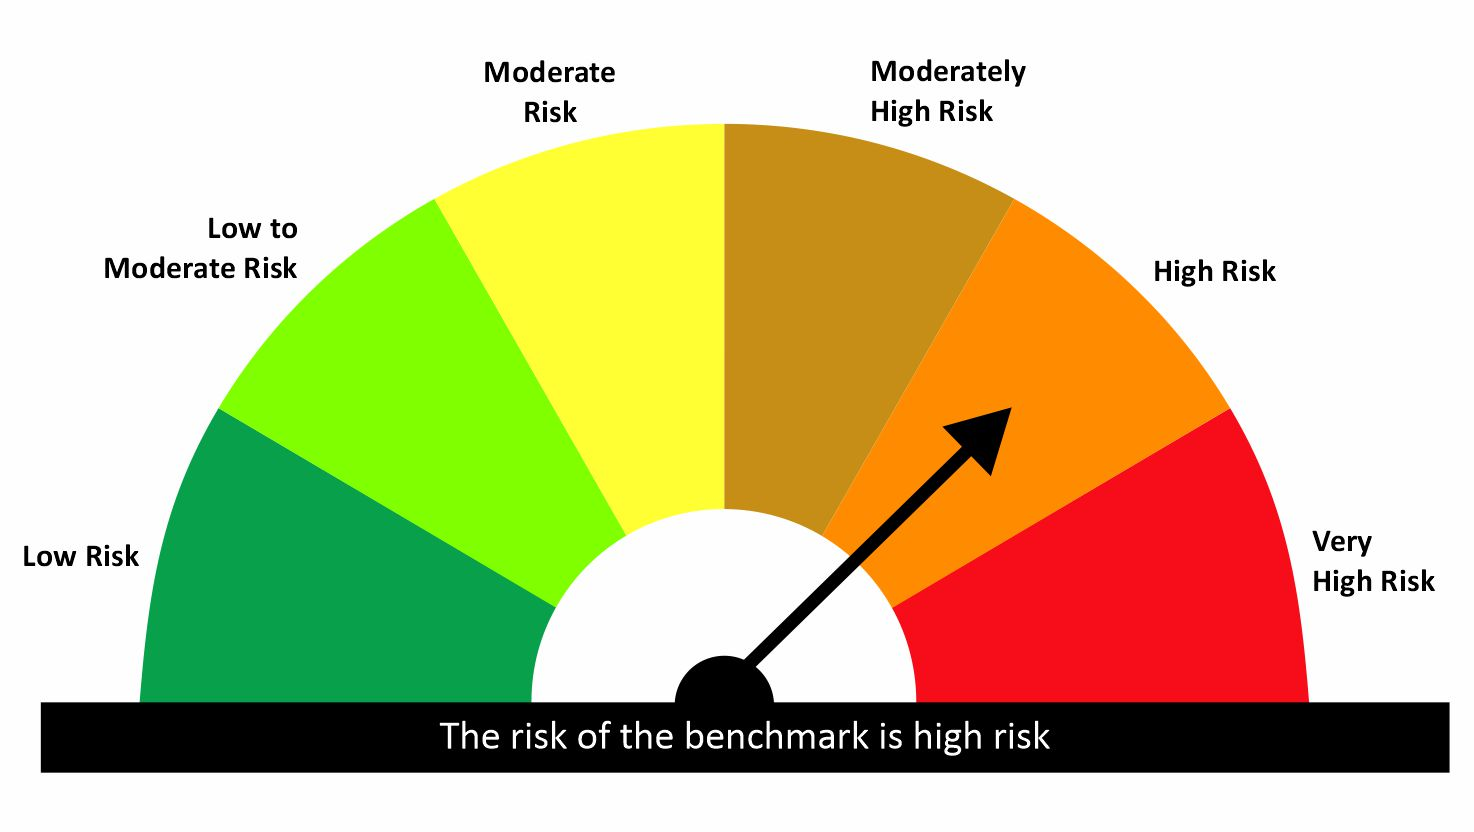 Moderate
Risk
Moderately
High Risk
Low to
Moderate Risk
High Risk
Low Risk
Very
High Risk
The risk of the benchmark is high risk